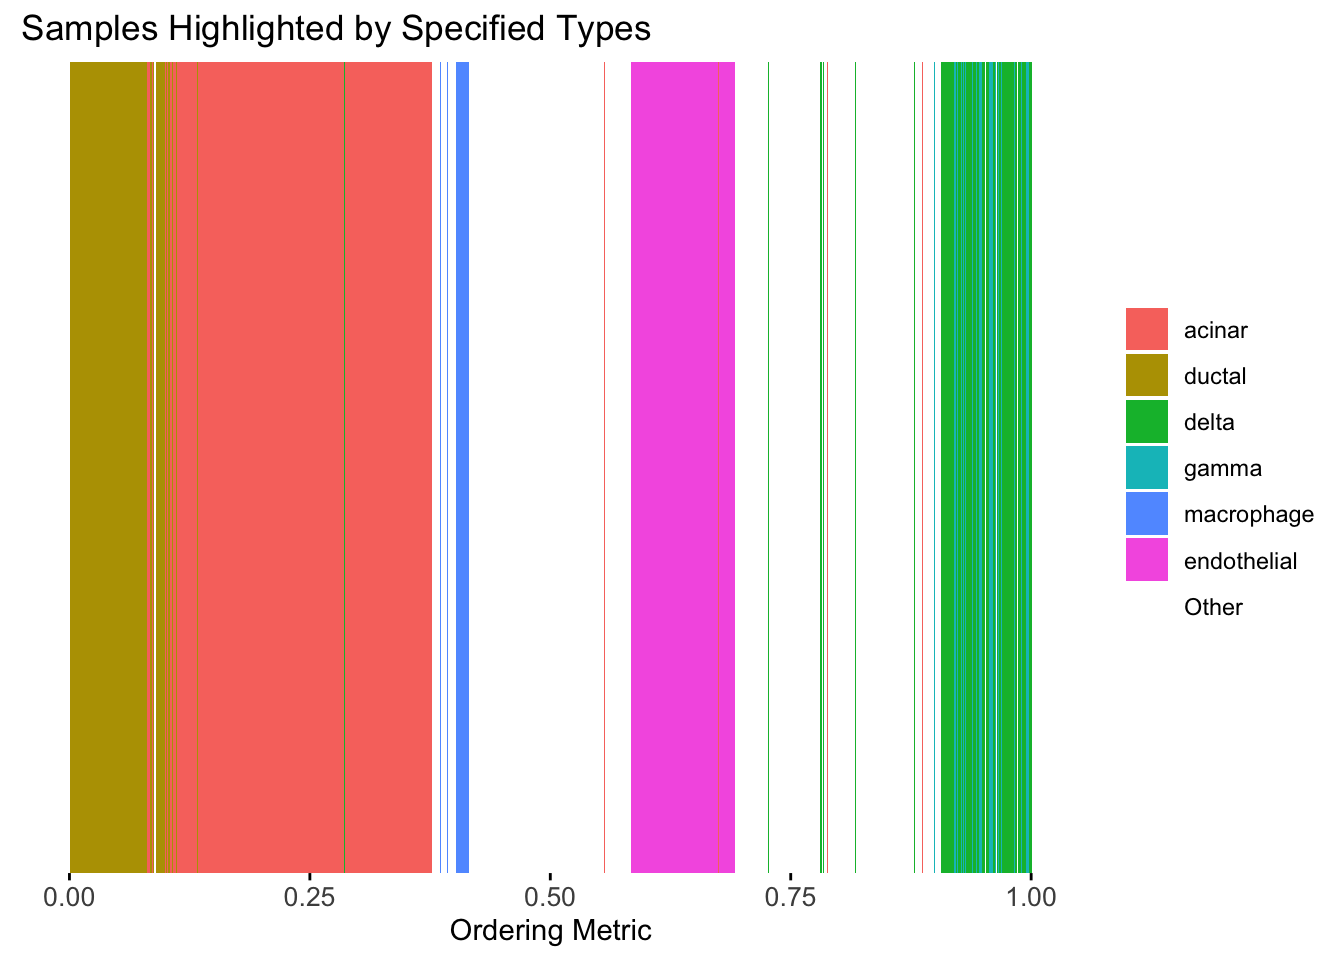 Samples Highlighted by Specified Types
acinar
ductal
delta
gamma
macrophage
endothelial
Other
0.00 0.25 0.50 0.75 1.00
Ordering Metric